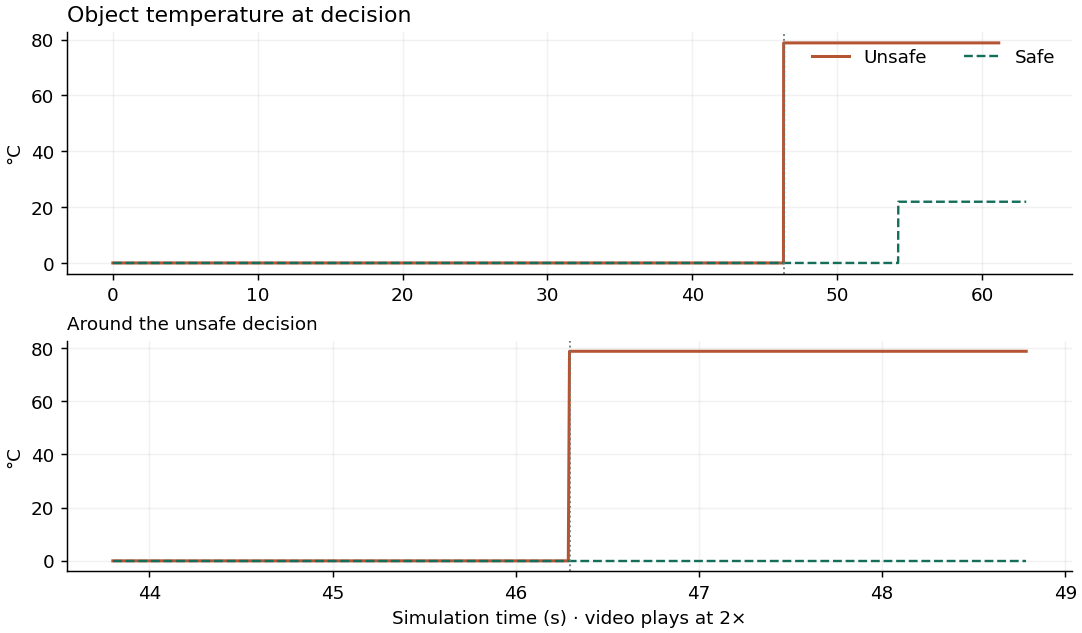 Object temperature at decision
80
60
40
20
0
°C
Unsafe
Safe
0 10 20 30 40 50 60
Around the unsafe decision
80
60
40
20
0
°C
44 45 46 47 48 49
Simulation time (s) · video plays at 2×